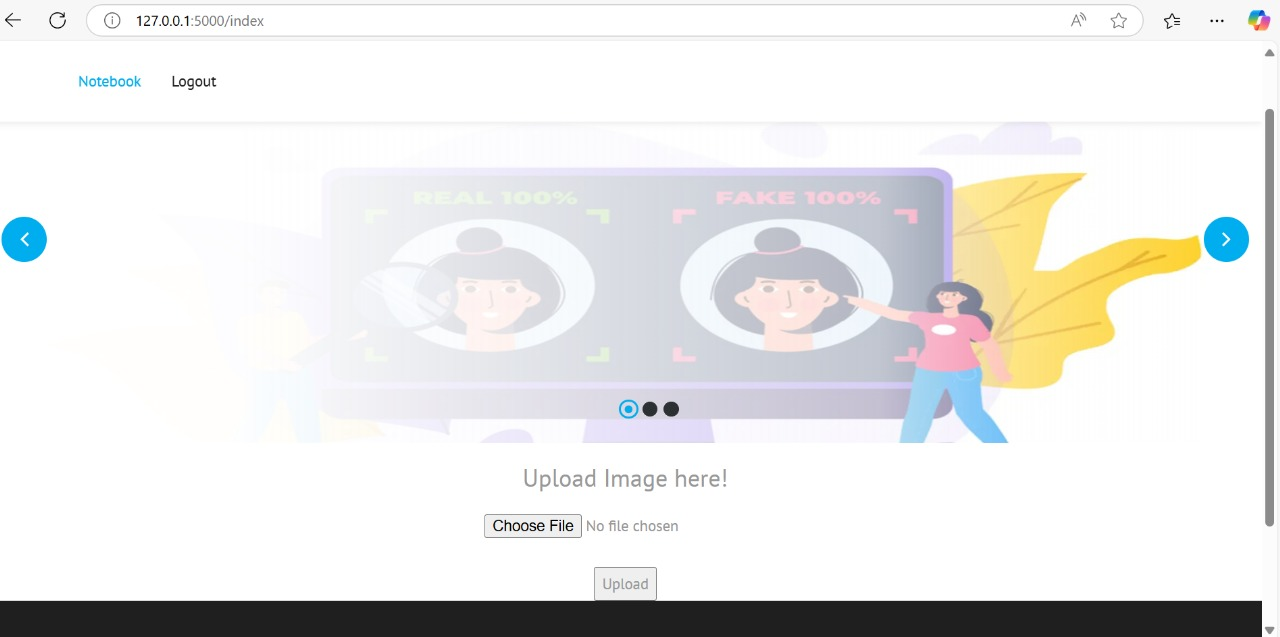 127.0.0.1:5000/index
Notebook Logout
REAL 100% FAKE 100%
Upload Image here!
Choose File No file chosen
Upload